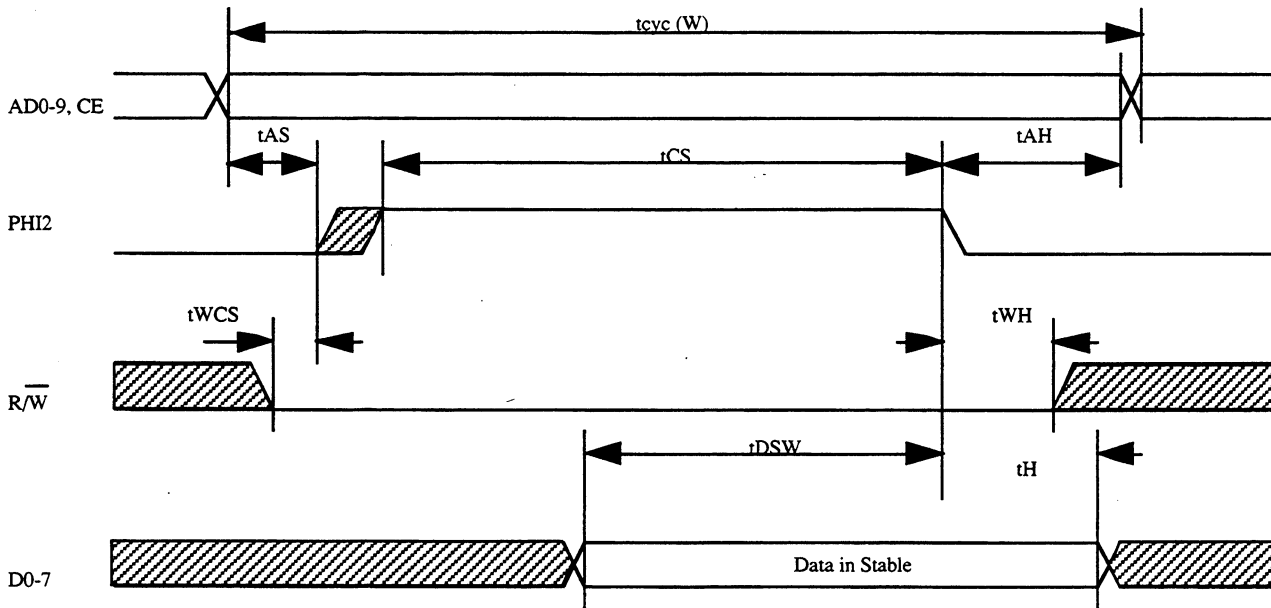 tcyc (W)
AD0-9, CE
tAS
tCS
tAH
PHI2
tWCS
tWH
R/W̅
tDSW
tH
D0-7
Data in Stable